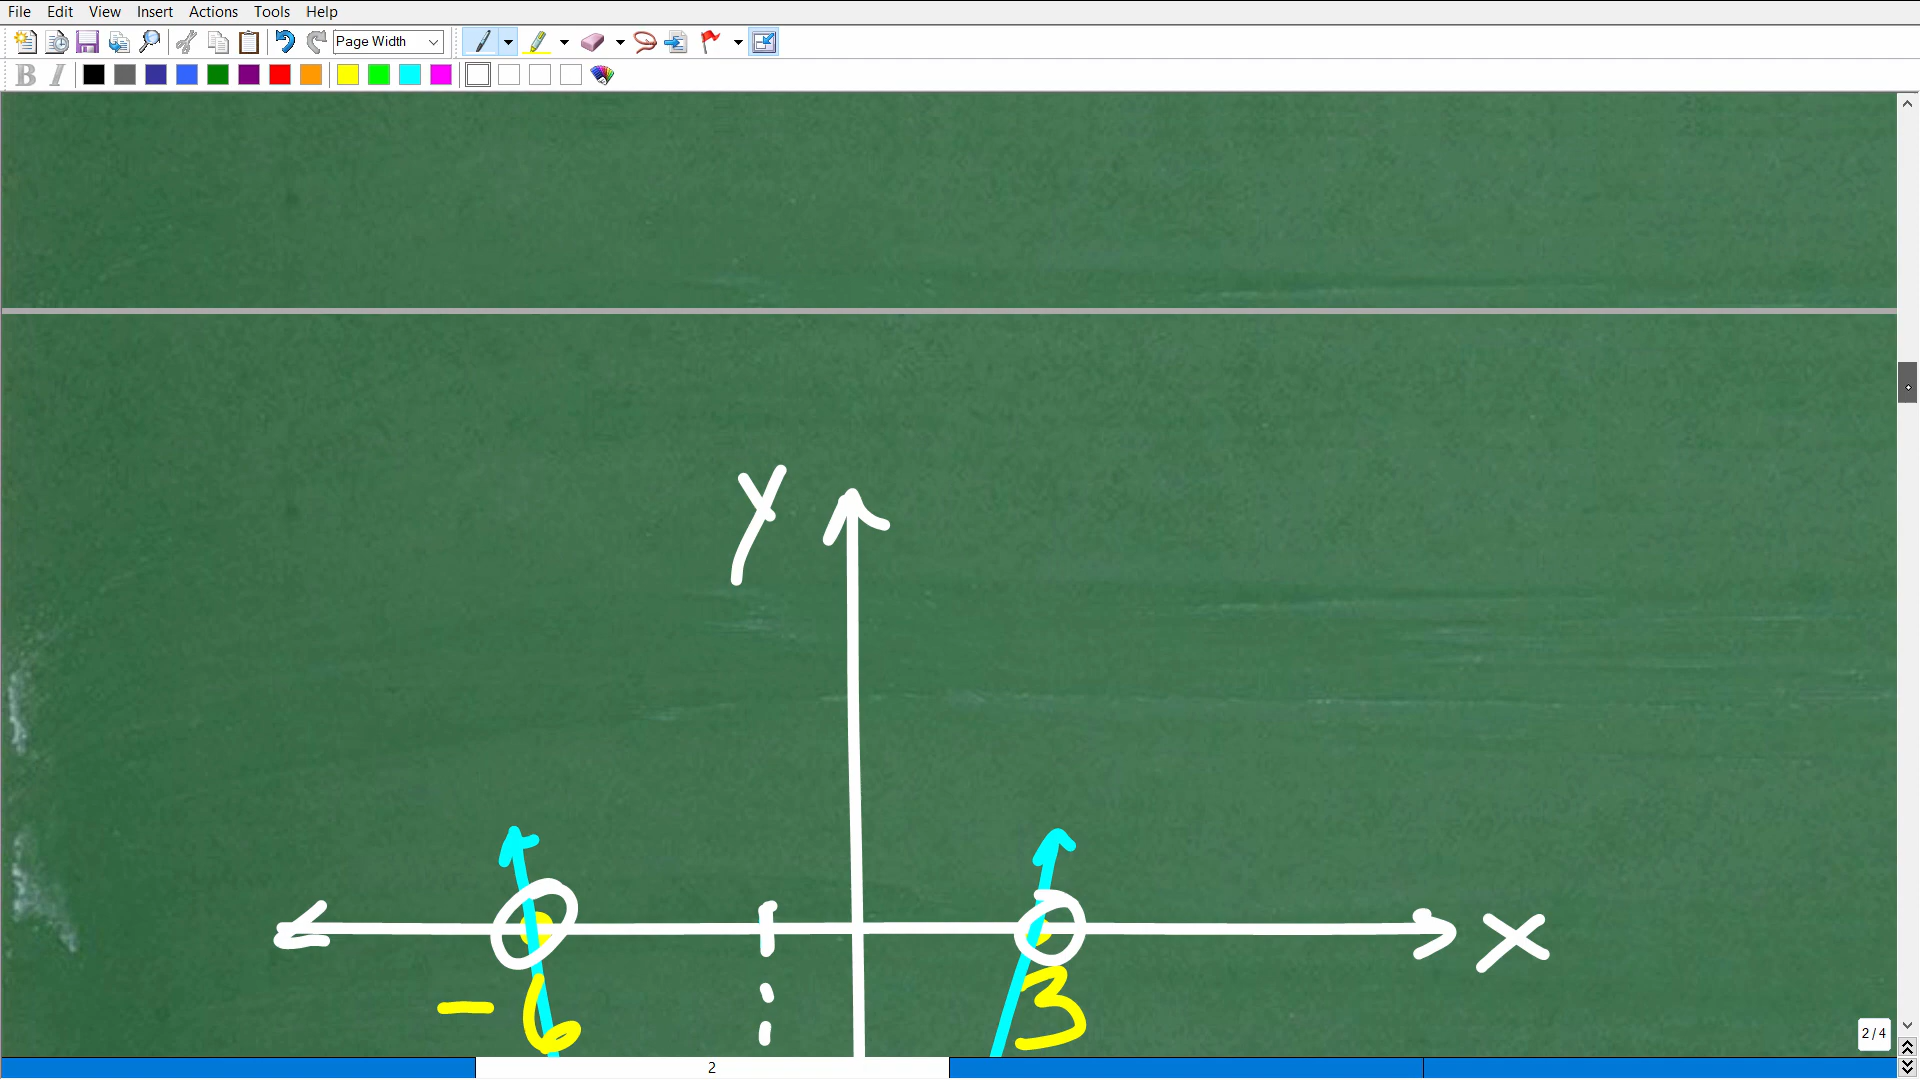 File Edit View Insert Actions Tools Help
Page Width
B I
y
x
-6 3
2/4
2